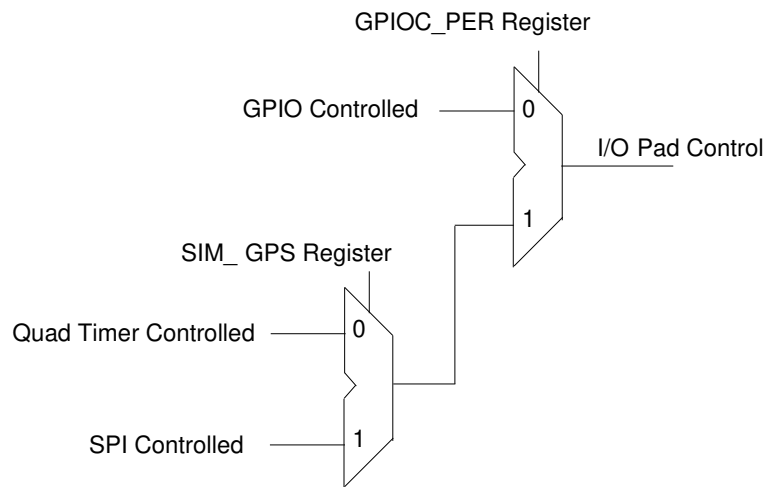 GPIOC_PER Register
GPIO Controlled
0
I/O Pad Control
1
SIM_ GPS Register
Quad Timer Controlled
0
SPI Controlled
1